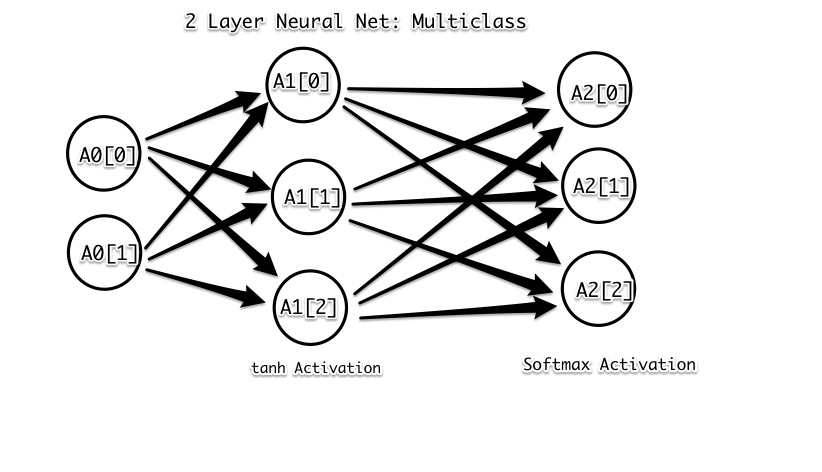 2 Layer Neural Net: Multiclass
A0[0]
A0[1]
A1[0]
A1[1]
A1[2]
tanh Activation
A2[0]
A2[1]
A2[2]
Softmax Activation